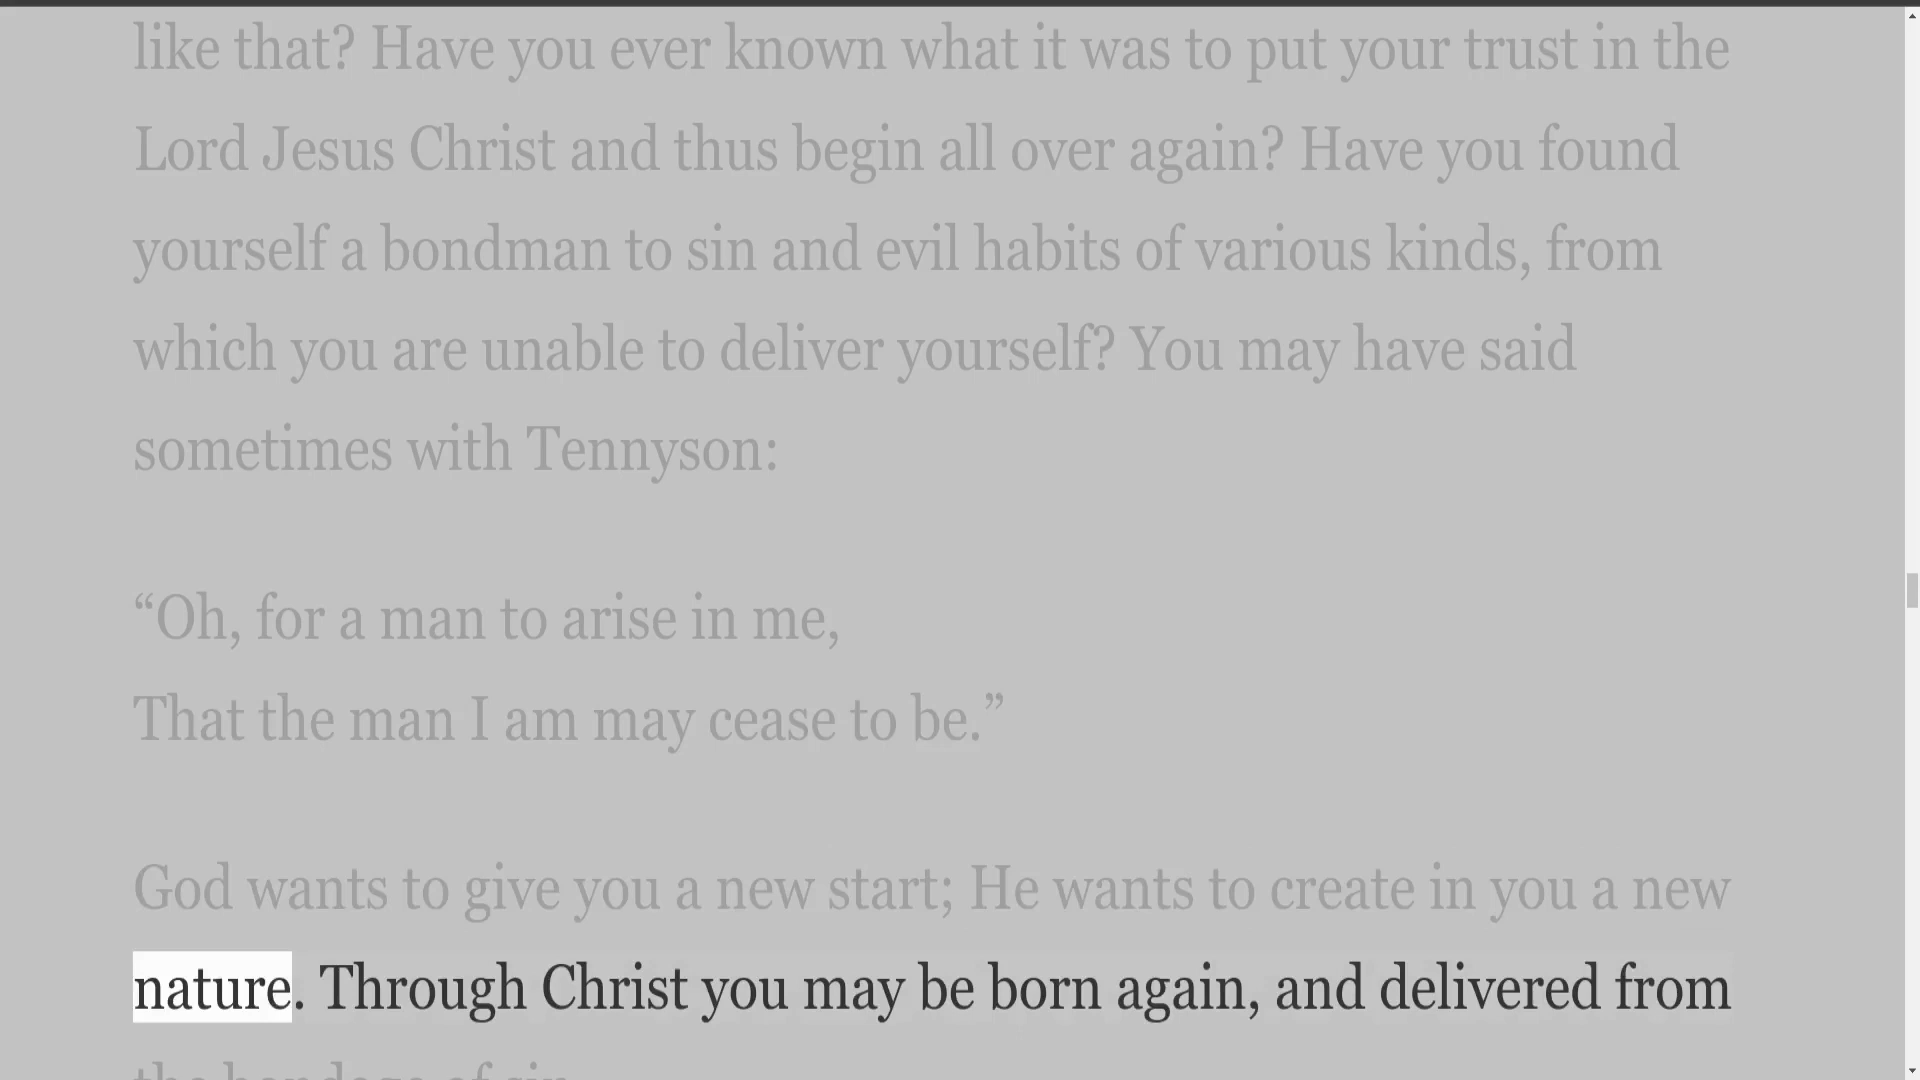 like that? Have you ever known what it was to put your trust in the
Lord Jesus Christ and thus begin all over again? Have you found
yourself a bondman to sin and evil habits of various kinds, from
which you are unable to deliver yourself? You may have said
sometimes with Tennyson:
“Oh, for a man to arise in me,
That the man I am may cease to be.”
God wants to give you a new start; He wants to create in you a new
nature. Through Christ you may be born again, and delivered from
the bondage of sin